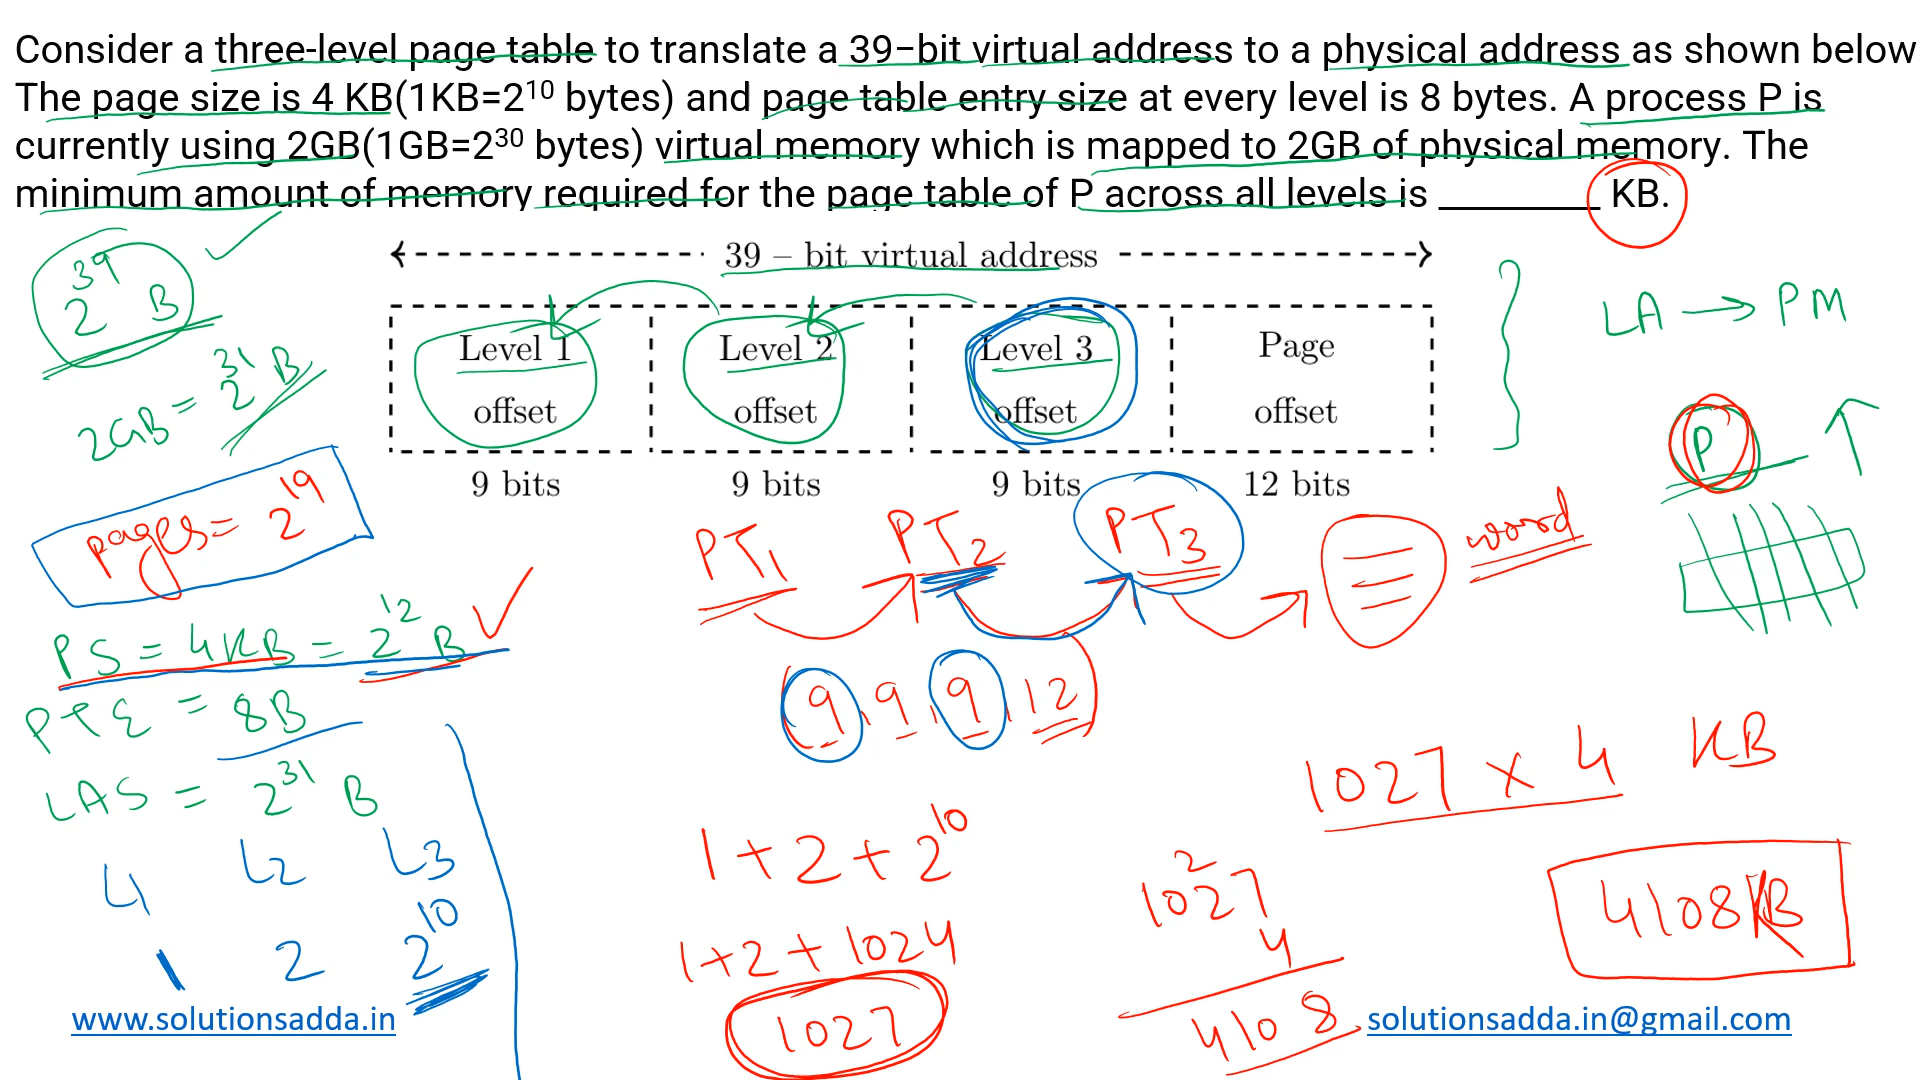 Consider a three-level page table to translate a 39−bit virtual address to a physical address as shown below
The page size is 4 KB(1KB=2¹⁰ bytes) and page table entry size at every level is 8 bytes. A process P is
currently using 2GB(1GB=2³⁰ bytes) virtual memory which is mapped to 2GB of physical memory. The
minimum amount of memory required for the page table of P across all levels is ________ KB.
39 – bit virtual address
Level 1 Level 2 Level 3 Page
offset offset offset offset
9 bits 9 bits 9 bits 12 bits
2³⁹ B
2GB = 2³¹ B
pages = 2¹⁹
PS = 4KB = 2¹² B
PTE = 8B
LAS = 2³¹ B
L1 L2 L3
1 2 2¹⁰
LA → PM
P
PT₁ PT₂ PT₃ word
9, 9, 9, 12
1 + 2 + 2¹⁰
1+2+1024
1027
1027 × 4 KB
2
1027
4
4108
4108KB
www.solutionsadda.in
solutionsadda.in@gmail.com